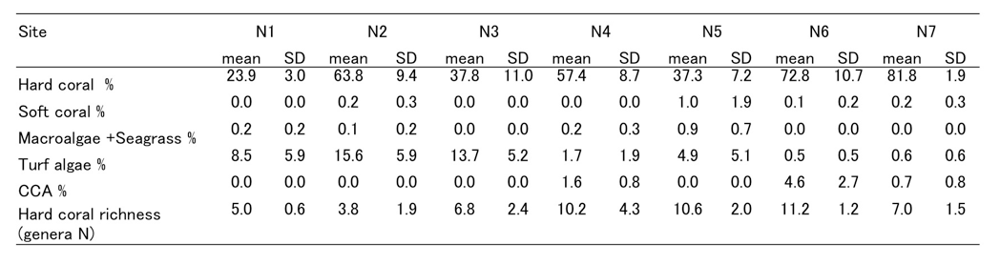 Site N1 N2 N3 N4 N5 N6 N7
mean SD mean SD mean SD mean SD mean SD mean SD mean SD
Hard coral % 23.9 3.0 63.8 9.4 37.8 11.0 57.4 8.7 37.3 7.2 72.8 10.7 81.8 1.9
Soft coral % 0.0 0.0 0.2 0.3 0.0 0.0 0.0 0.0 1.0 1.9 0.1 0.2 0.2 0.3
Macroalgae +Seagrass % 0.2 0.2 0.1 0.2 0.0 0.0 0.2 0.3 0.9 0.7 0.0 0.0 0.0 0.0
Turf algae % 8.5 5.9 15.6 5.9 13.7 5.2 1.7 1.9 4.9 5.1 0.5 0.5 0.6 0.6
CCA % 0.0 0.0 0.0 0.0 0.0 0.0 1.6 0.8 0.0 0.0 4.6 2.7 0.7 0.8
Hard coral richness 5.0 0.6 3.8 1.9 6.8 2.4 10.2 4.3 10.6 2.0 11.2 1.2 7.0 1.5
(genera N)